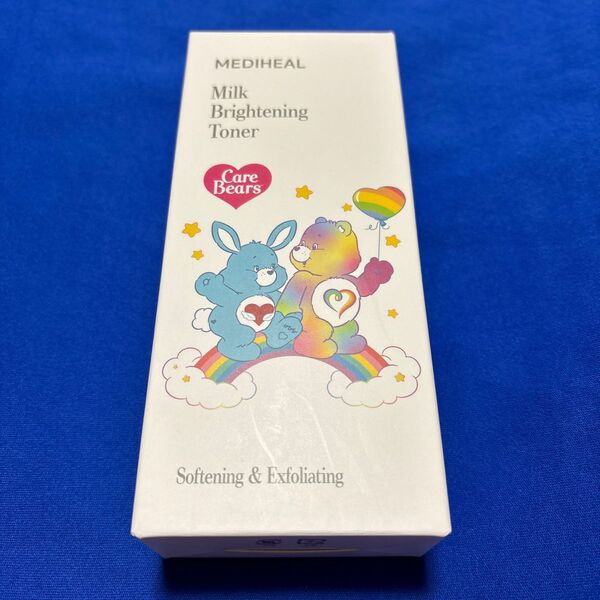 MEDIHEAL
Milk
Brightening
Toner
Care
Bears
Softening & Exfoliating